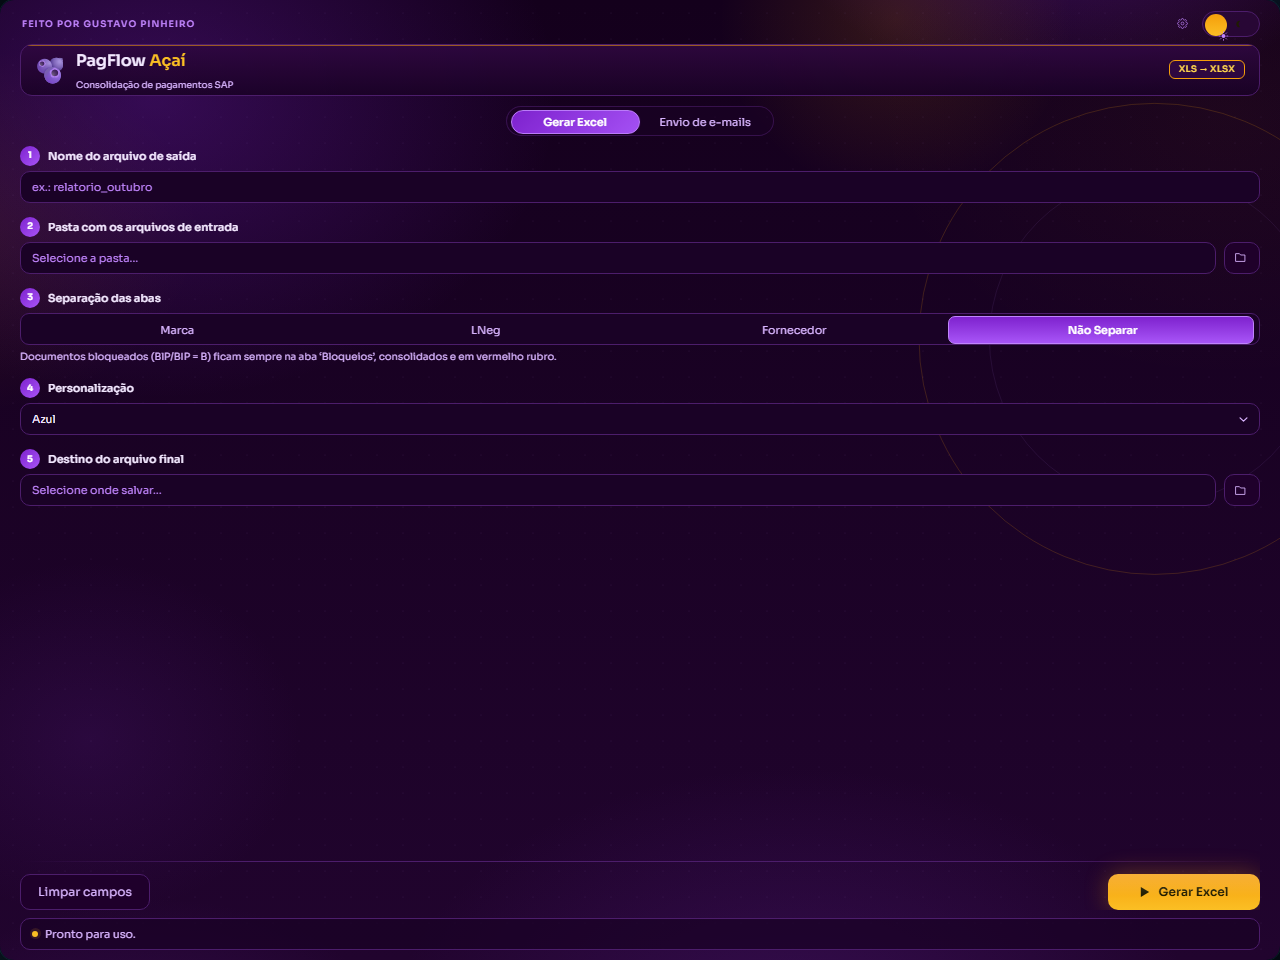 FEITO POR GUSTAVO PINHEIRO
PagFlow Açaí
Consolidação de pagamentos SAP
XLS → XLSX
Gerar Excel
Envio de e-mails
1 Nome do arquivo de saída
ex.: relatorio_outubro
2 Pasta com os arquivos de entrada
Selecione a pasta...
3 Separação das abas
Marca
LNeg
Fornecedor
Não Separar
Documentos bloqueados (BIP/BIP = B) ficam sempre na aba ‘Bloqueios’, consolidados e em vermelho rubro.
4 Personalização
Azul
5 Destino do arquivo final
Selecione onde salvar...
Limpar campos
Gerar Excel
Pronto para uso.